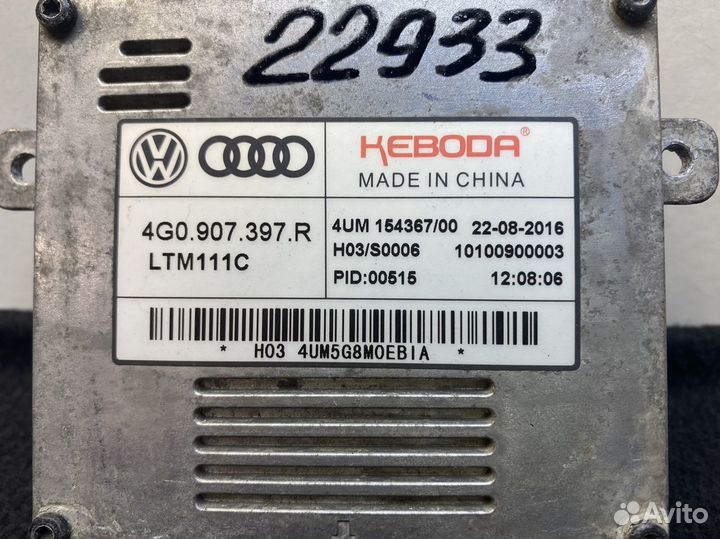 22933
KEBODA®
MADE IN CHINA
4G0.907.397.R
LTM111C
4UM 154367/00 22-08-2016
H03/S0006 10100900003
PID:00515 12:08:06
* H03 4UM5G8M0EBIA *
Avito